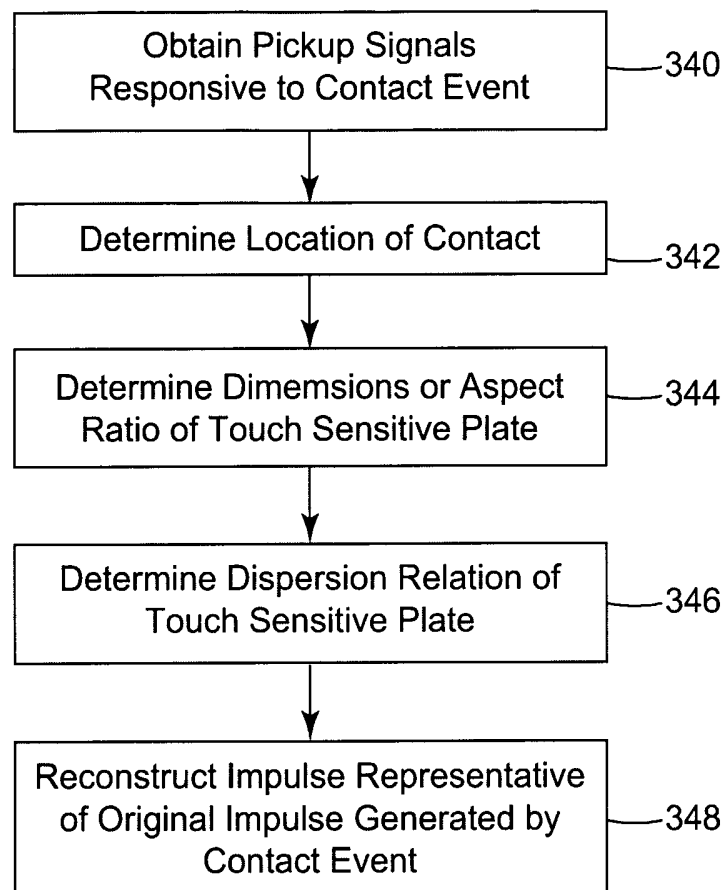 Obtain Pickup Signals
Responsive to Contact Event
340
Determine Location of Contact
342
Determine Dimemsions or Aspect
Ratio of Touch Sensitive Plate
344
Determine Dispersion Relation of
Touch Sensitive Plate
346
Reconstruct Impulse Representative
of Original Impulse Generated by
Contact Event
348